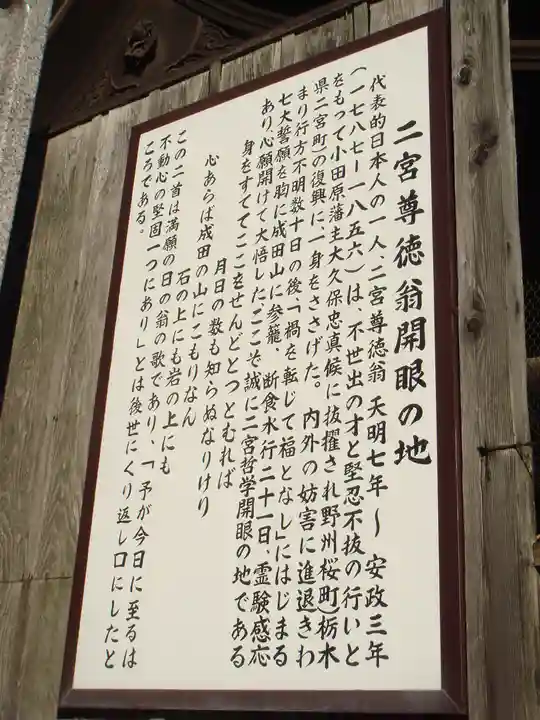 二宮尊徳翁開眼の地
代表的日本人の一人、二宮尊徳翁 天明七年〜安政三年
(一七八七ー一八五六)は、不世出の才と堅忍不抜の行いと
をもって小田原藩主大久保忠真候に抜擢され野州桜町)栃木
県二宮町)の復興に、一身をささげた。内外の妨害に進退きわ
まり行方不明数十日の後、「禍を転じて福となし」にはじまる
七大誓願を胸に成田山に参籠、断食水行二十一日、霊験感応
あり、心願開けて大悟した。ここそ誠に二宮哲学開眼の地である
身をすててここをせんどとつとむれば
月日の数も知らぬなりけり
心あらば成田の山にこもりなん
石の上にも岩の上にも
この二首は満願の日の翁の歌であり、「予が今日に至るは
不動心の堅固一つにあり」とは後世にくり返し口にしたと
ころである。